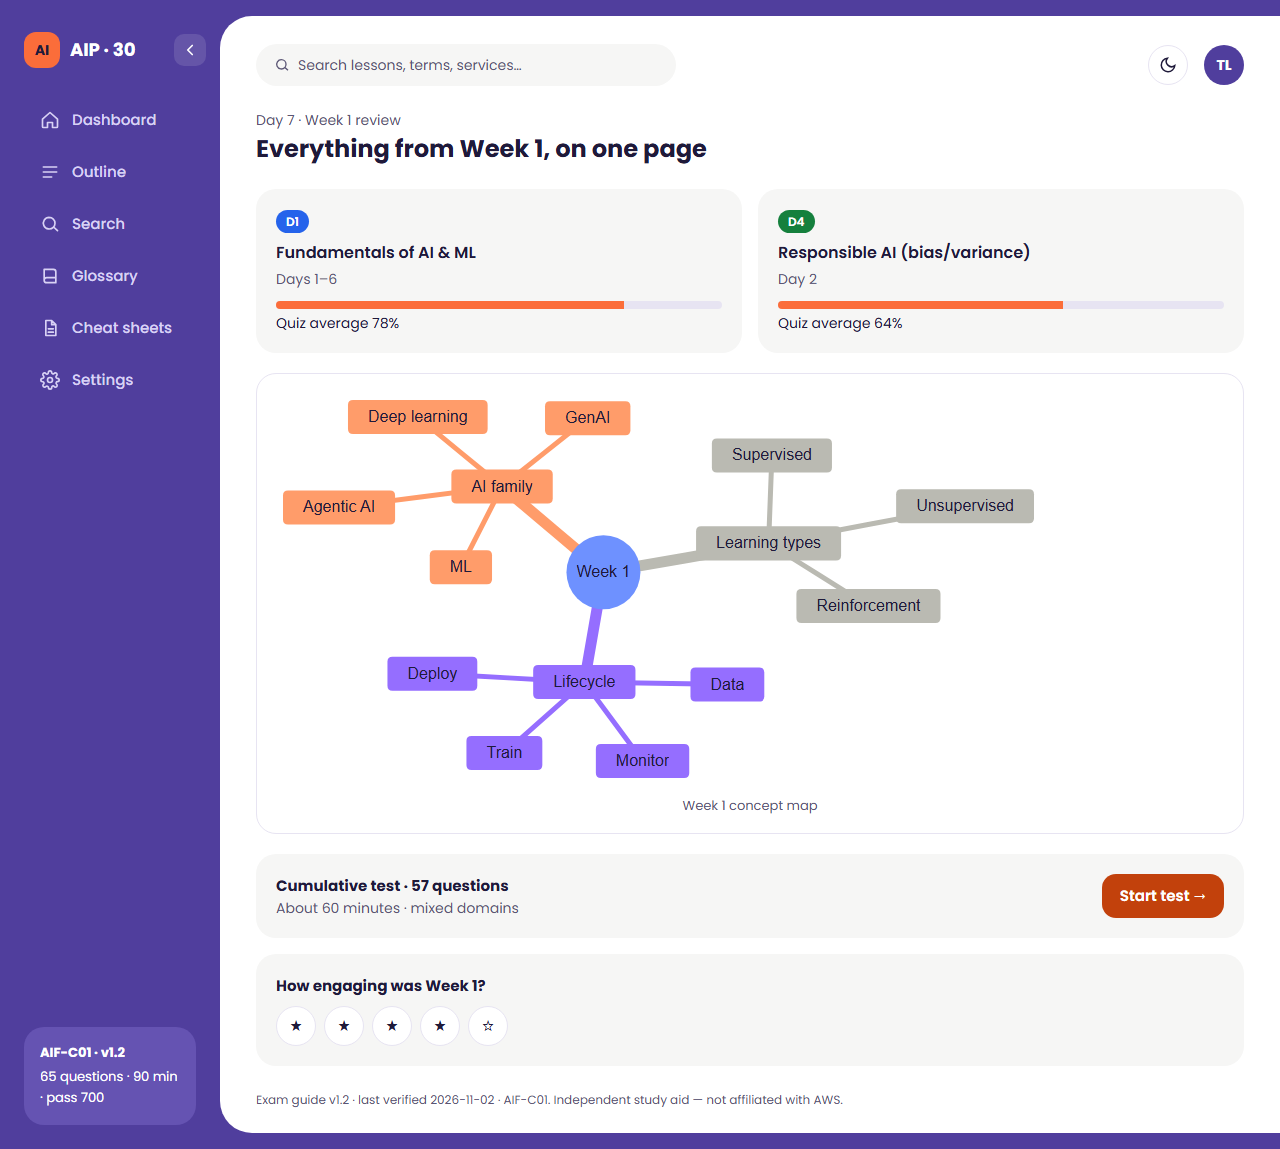 AI AIP · 30
Dashboard
Outline
Search
Glossary
Cheat sheets
Settings
AIF-C01 · v1.2
65 questions · 90 min
· pass 700
Search lessons, terms, services...
TL
Day 7 · Week 1 review
Everything from Week 1, on one page
D1
Fundamentals of AI & ML
Days 1–6
Quiz average 78%
D4
Responsible AI (bias/variance)
Day 2
Quiz average 64%
Deep learning
GenAI
AI family
Agentic AI
ML
Supervised
Unsupervised
Learning types
Reinforcement
Week 1
Deploy
Lifecycle
Data
Train
Monitor
Week 1 concept map
Cumulative test · 57 questions
About 60 minutes · mixed domains
Start test →
How engaging was Week 1?
★ ★ ★ ★ ☆
Exam guide v1.2 · last verified 2026-11-02 · AIF-C01. Independent study aid — not affiliated with AWS.